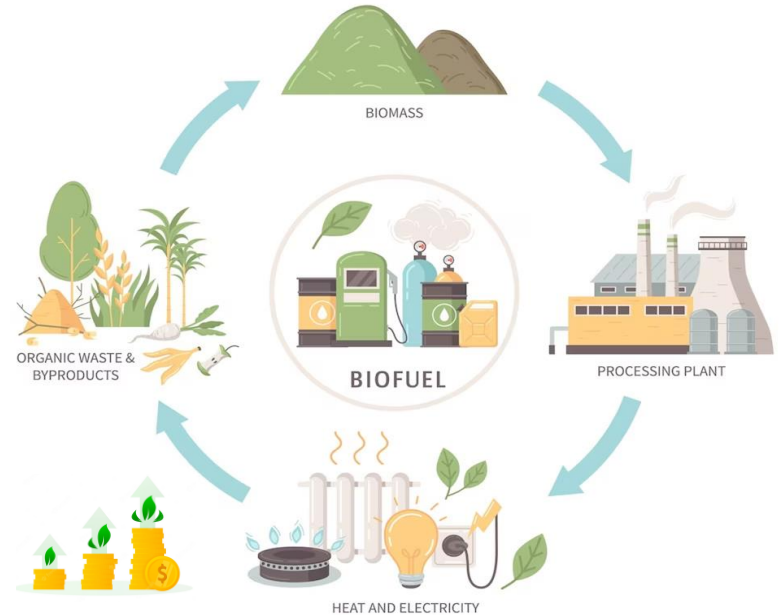 BIOMASS
PROCESSING PLANT
HEAT AND ELECTRICITY
ORGANIC WASTE &
BYPRODUCTS
BIOFUEL
$